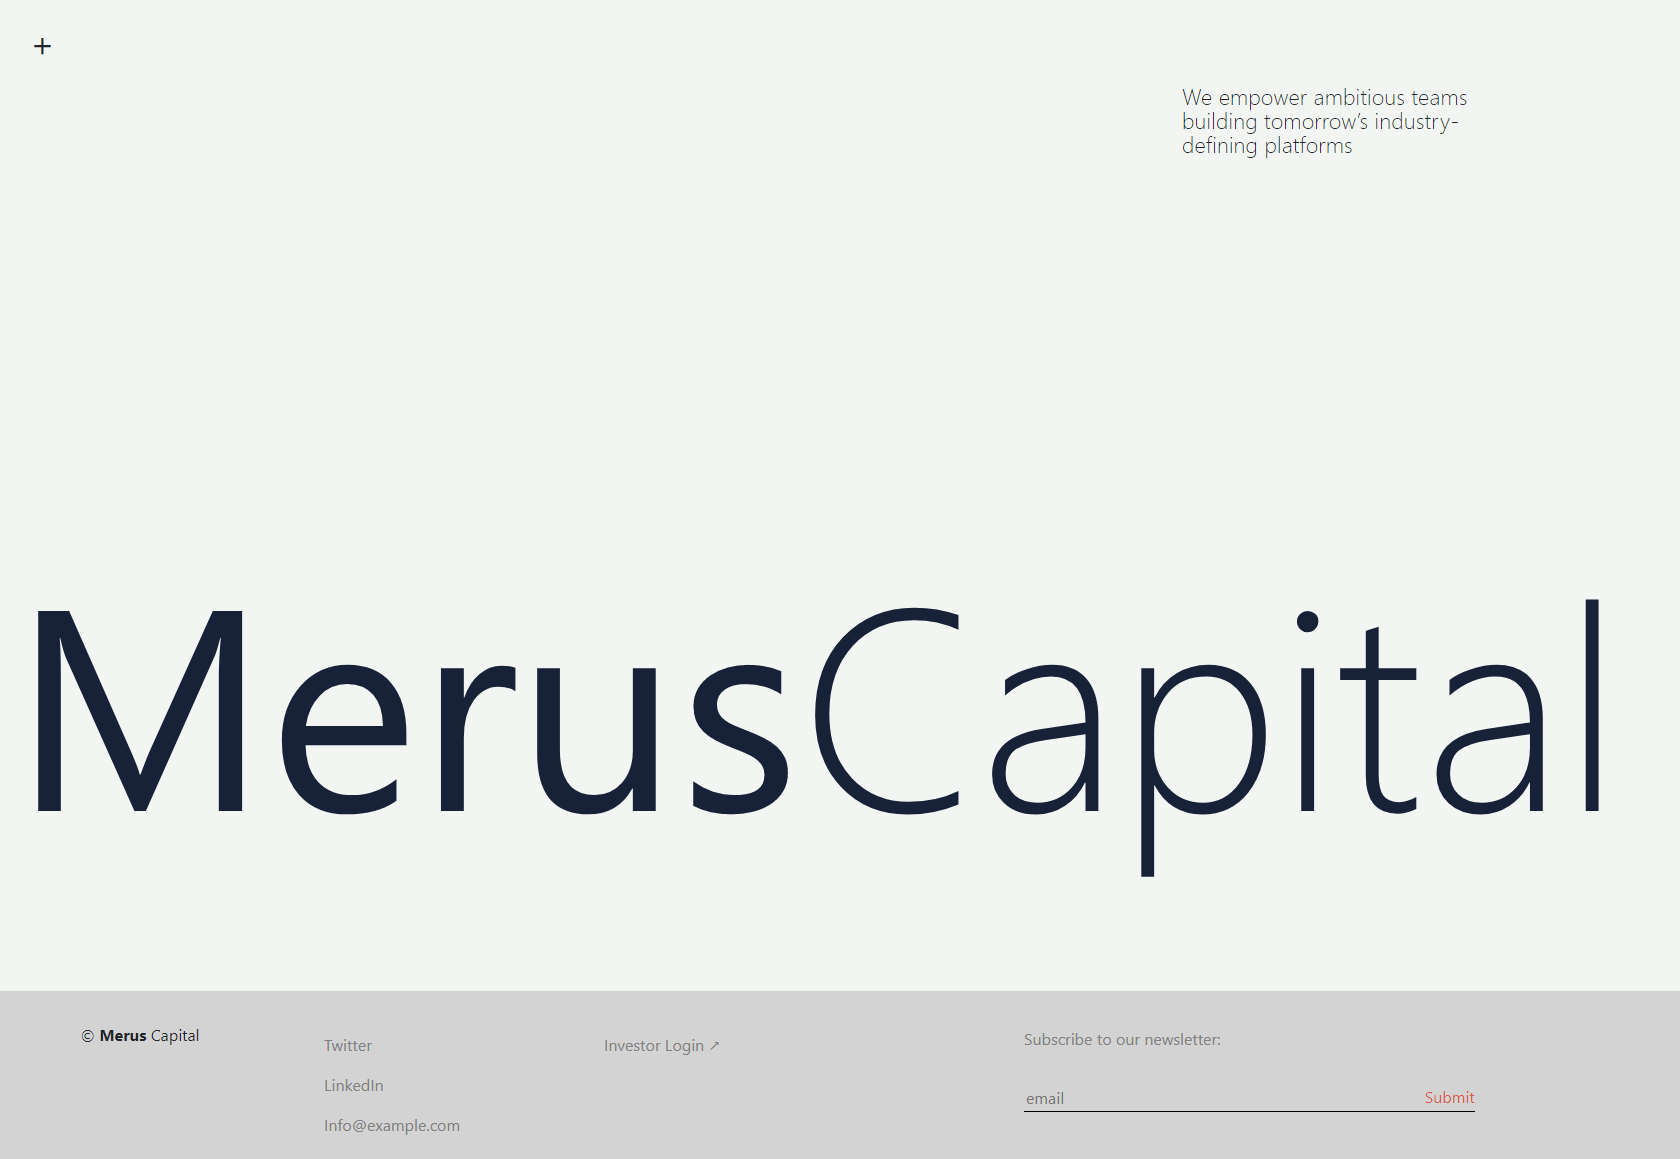 +
We empower ambitious teams
building tomorrow’s industry-
defining platforms
MerusCapital
© Merus Capital
Twitter
LinkedIn
Info@example.com
Investor Login ↗
Subscribe to our newsletter:
email
Submit